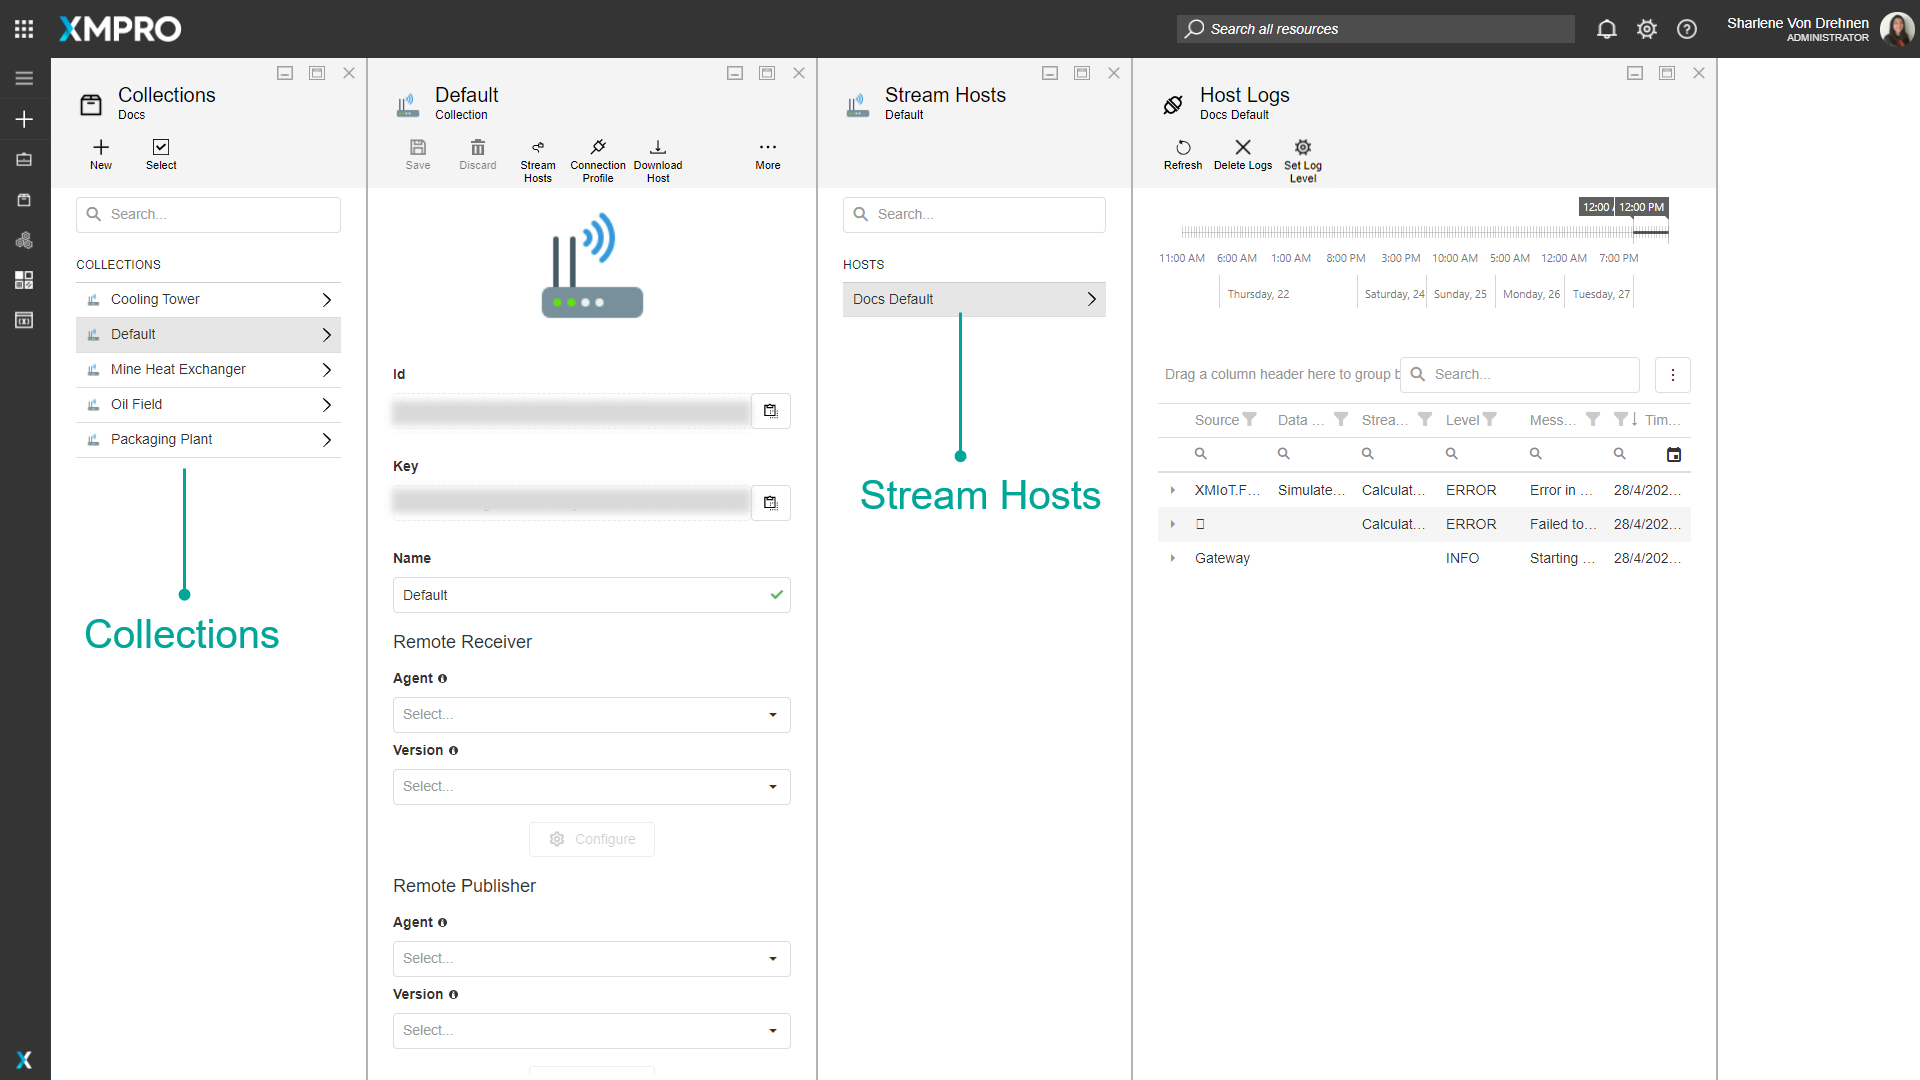 XMPRO
Search all resources
Sharlene Von Drehnen
ADMINISTRATOR
Collections
Docs
New
Select
Search...
COLLECTIONS
Cooling Tower
Default
Mine Heat Exchanger
Oil Field
Packaging Plant
Collections
Default
Collection
Save
Discard
Stream Hosts
Connection Profile
Download Host
More
Id
Key
Name
Default
Remote Receiver
Agent
Select...
Version
Select...
Configure
Remote Publisher
Agent
Select...
Version
Select...
Stream Hosts
Default
Search...
HOSTS
Docs Default
Stream Hosts
Host Logs
Docs Default
Refresh
Delete Logs
Set Log Level
12:00 12:00 PM
11:00 AM 6:00 AM 1:00 AM 8:00 PM 3:00 PM 10:00 AM 5:00 AM 12:00 AM 7:00 PM
Thursday, 22 Saturday, 24 Sunday, 25 Monday, 26 Tuesday, 27
Drag a column header here to group b
Search...
Source Data ... Strea... Level Mess... Tim...
XMIoT.F... Simulate... Calculat... ERROR Error in ... 28/4/202...
Calculat... ERROR Failed to... 28/4/202...
Gateway INFO Starting ... 28/4/202...